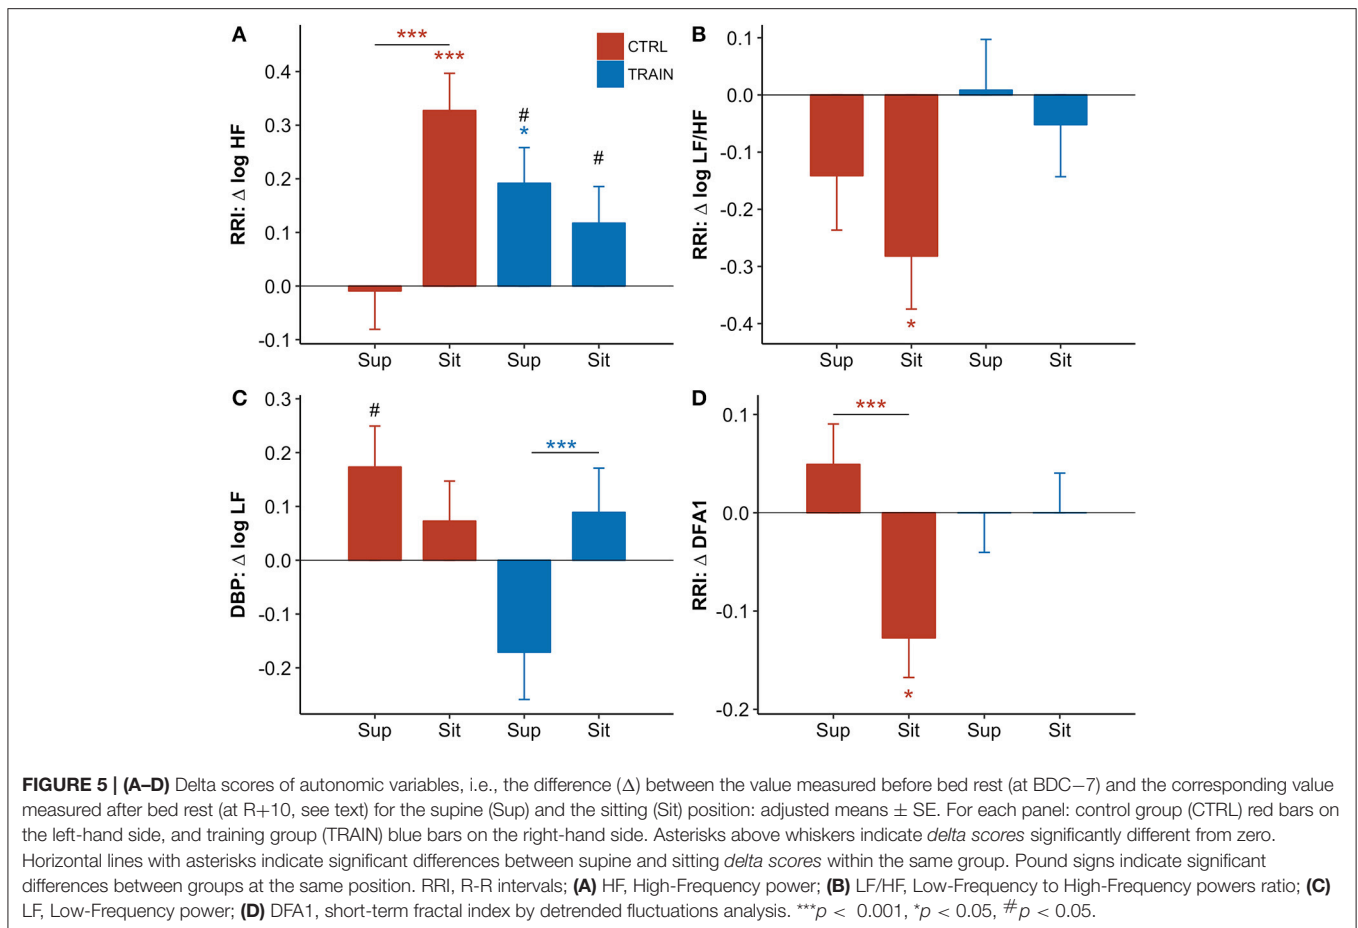 A
***
***
CTRL
TRAIN
#
*
#
0.4
0.3
0.2
0.1
0.0
-0.1
RRI: Δ log HF
Sup Sit Sup Sit
B
0.1
0.0
-0.1
-0.2
-0.3
-0.4
RRI: Δ log LF/HF
*
Sup Sit Sup Sit
C
0.3
0.2
0.1
0.0
-0.1
-0.2
DBP: Δ log LF
#
***
Sup Sit Sup Sit
D
0.1
0.0
-0.1
-0.2
RRI: Δ DFA1
***
*
Sup Sit Sup Sit
FIGURE 5 | (A–D) Delta scores of autonomic variables, i.e., the difference (Δ) between the value measured before bed rest (at BDC−7) and the corresponding value
measured after bed rest (at R+10, see text) for the supine (Sup) and the sitting (Sit) position: adjusted means ± SE. For each panel: control group (CTRL) red bars on
the left-hand side, and training group (TRAIN) blue bars on the right-hand side. Asterisks above whiskers indicate delta scores significantly different from zero.
Horizontal lines with asterisks indicate significant differences between supine and sitting delta scores within the same group. Pound signs indicate significant
differences between groups at the same position. RRI, R-R intervals; (A) HF, High-Frequency power; (B) LF/HF, Low-Frequency to High-Frequency powers ratio; (C)
LF, Low-Frequency power; (D) DFA1, short-term fractal index by detrended fluctuations analysis. ***p < 0.001, *p < 0.05, #p < 0.05.